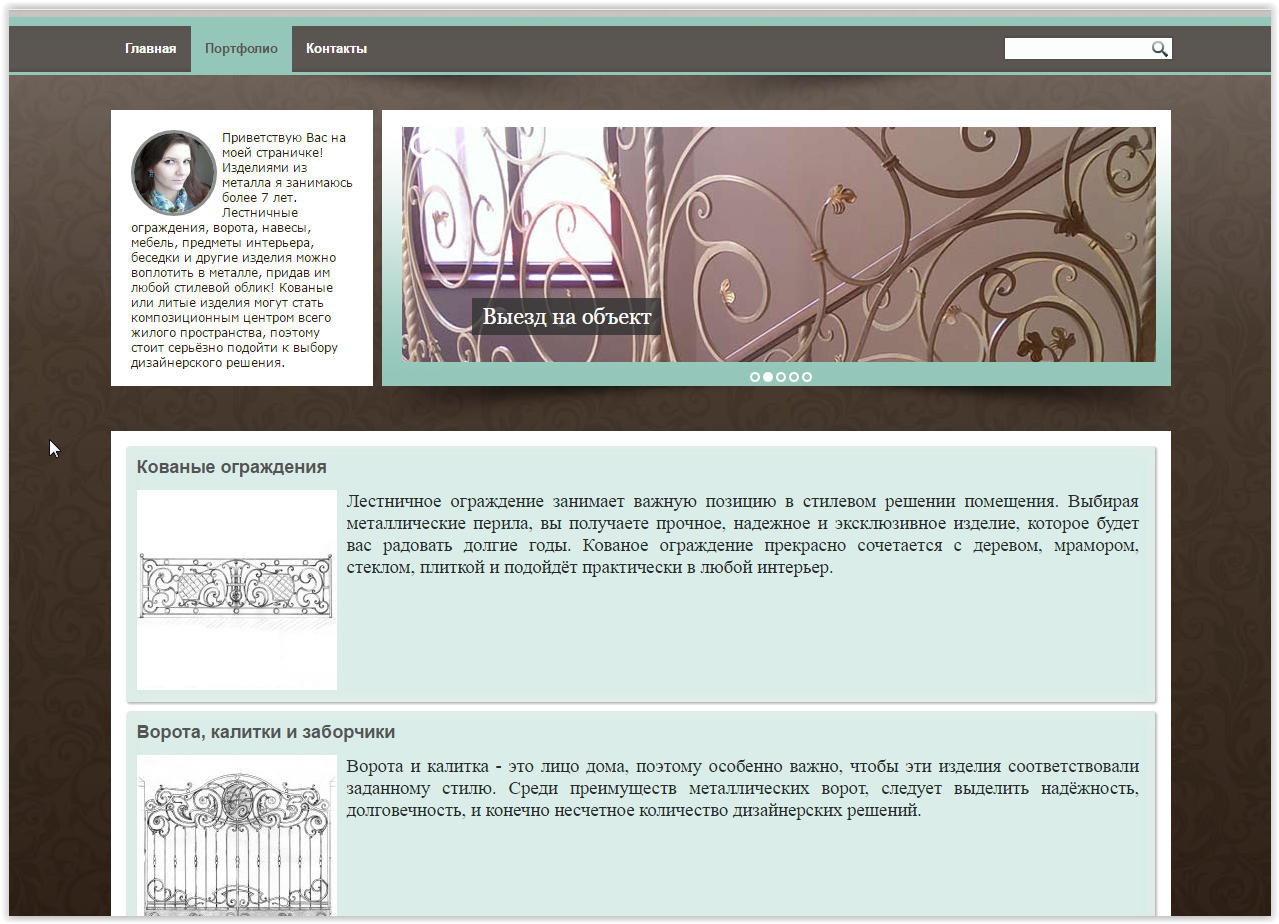 Главная Портфолио Контакты
Приветствую Вас на
моей страничке!
Изделиями из
металла я занимаюсь
более 7 лет.
Лестничные
ограждения, ворота, навесы,
мебель, предметы интерьера,
беседки и другие изделия можно
воплотить в металле, придав им
любой стилевой облик! Кованые
или литые изделия могут стать
композиционным центром всего
жилого пространства, поэтому
стоит серьёзно подойти к выбору
дизайнерского решения.
Выезд на объект
Кованые ограждения
Лестничное ограждение занимает важную позицию в стилевом решении помещения. Выбирая
металлические перила, вы получаете прочное, надежное и эксклюзивное изделие, которое будет
вас радовать долгие годы. Кованое ограждение прекрасно сочетается с деревом, мрамором,
стеклом, плиткой и подойдёт практически в любой интерьер.
Ворота, калитки и заборчики
Ворота и калитка - это лицо дома, поэтому особенно важно, чтобы эти изделия соответствовали
заданному стилю. Среди преимуществ металлических ворот, следует выделить надёжность,
долговечность, и конечно несчетное количество дизайнерских решений.